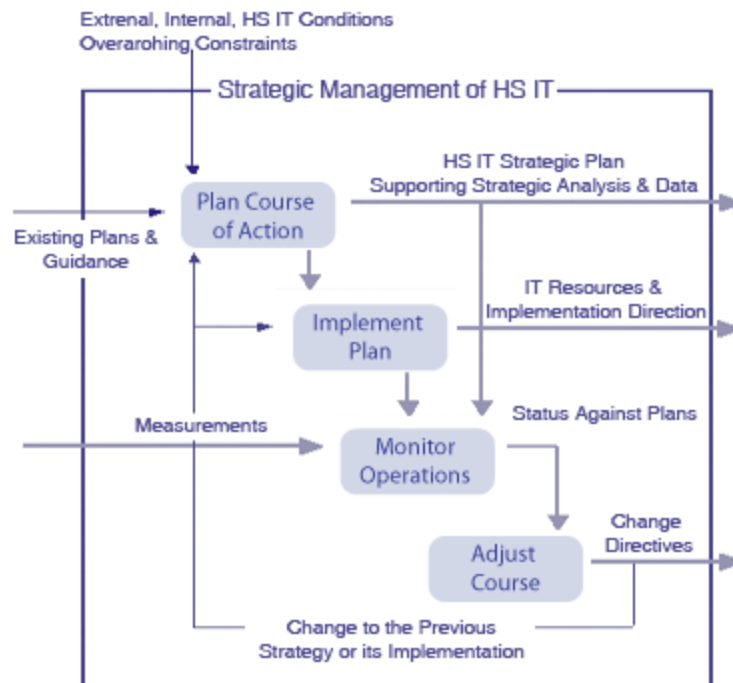 Extrenal, Internal, HS IT Conditions
Overarohing Constraints
Strategic Management of HS IT
HS IT Strategic Plan
Supporting Strategic Analysis & Data
Plan Course
of Action
Existing Plans &
Guidance
IT Resources &
Implementation Direction
Implement
Plan
Measurements
Status Against Plans
Monitor
Operations
Change
Directives
Adjust
Course
Change to the Previous
Strategy or its Implementation